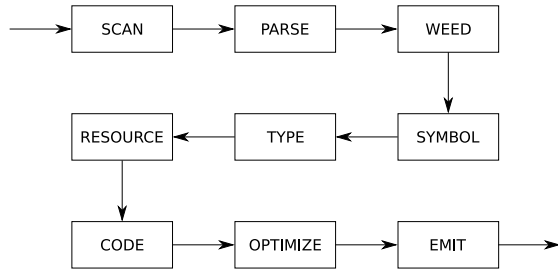 SCAN
PARSE
WEED
RESOURCE
TYPE
SYMBOL
CODE
OPTIMIZE
EMIT